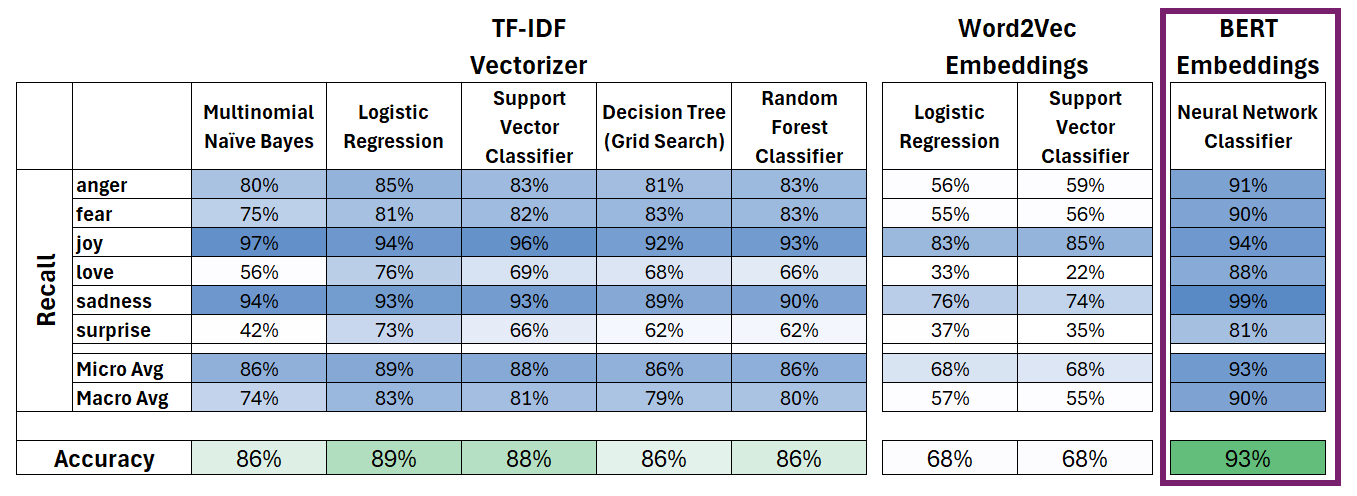 TF-IDF Vectorizer
Word2Vec Embeddings
BERT Embeddings
Multinomial Naïve Bayes
Logistic Regression
Support Vector Classifier
Decision Tree (Grid Search)
Random Forest Classifier
Logistic Regression
Support Vector Classifier
Neural Network Classifier
Recall
anger 80% 85% 83% 81% 83% 56% 59% 91%
fear 75% 81% 82% 83% 83% 55% 56% 90%
joy 97% 94% 96% 92% 93% 83% 85% 94%
love 56% 76% 69% 68% 66% 33% 22% 88%
sadness 94% 93% 93% 89% 90% 76% 74% 99%
surprise 42% 73% 66% 62% 62% 37% 35% 81%
Micro Avg 86% 89% 88% 86% 86% 68% 68% 93%
Macro Avg 74% 83% 81% 79% 80% 57% 55% 90%
Accuracy 86% 89% 88% 86% 86% 68% 68% 93%